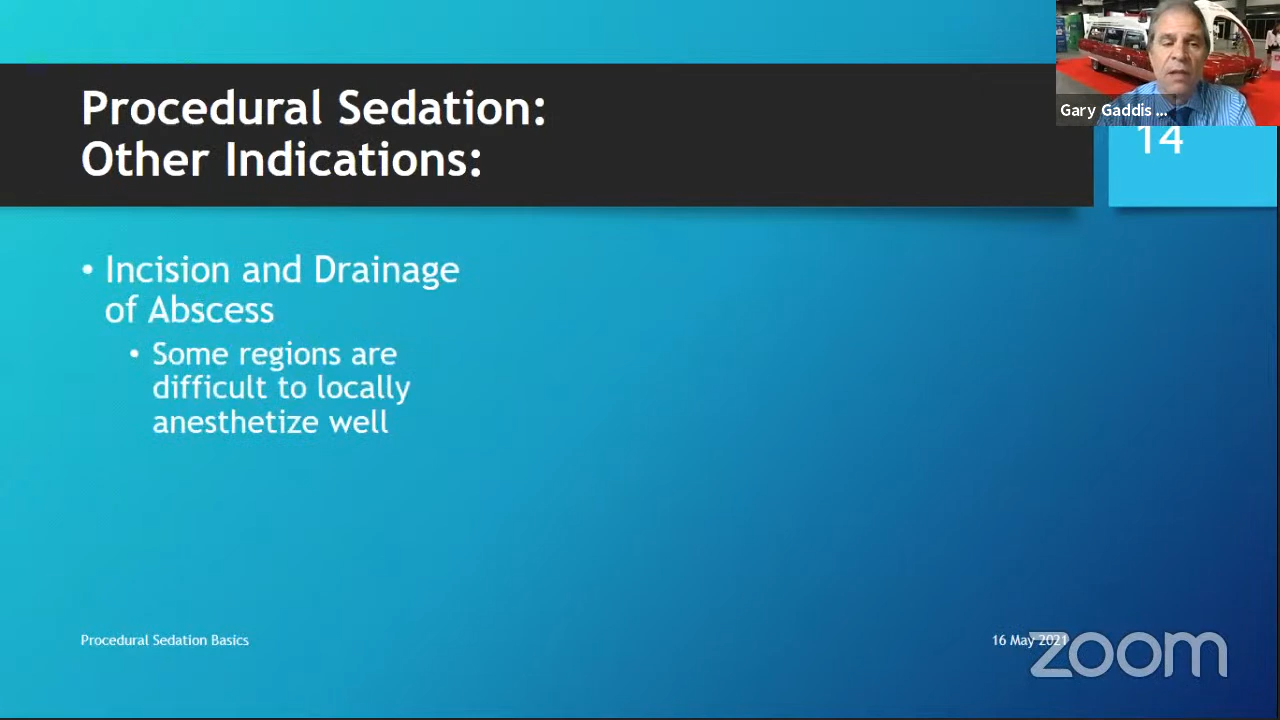 Procedural Sedation:
Other Indications:
Gary Gaddis ...
14
• Incision and Drainage
of Abscess
• Some regions are
difficult to locally
anesthetize well
Procedural Sedation Basics
16 May 2021
zoom